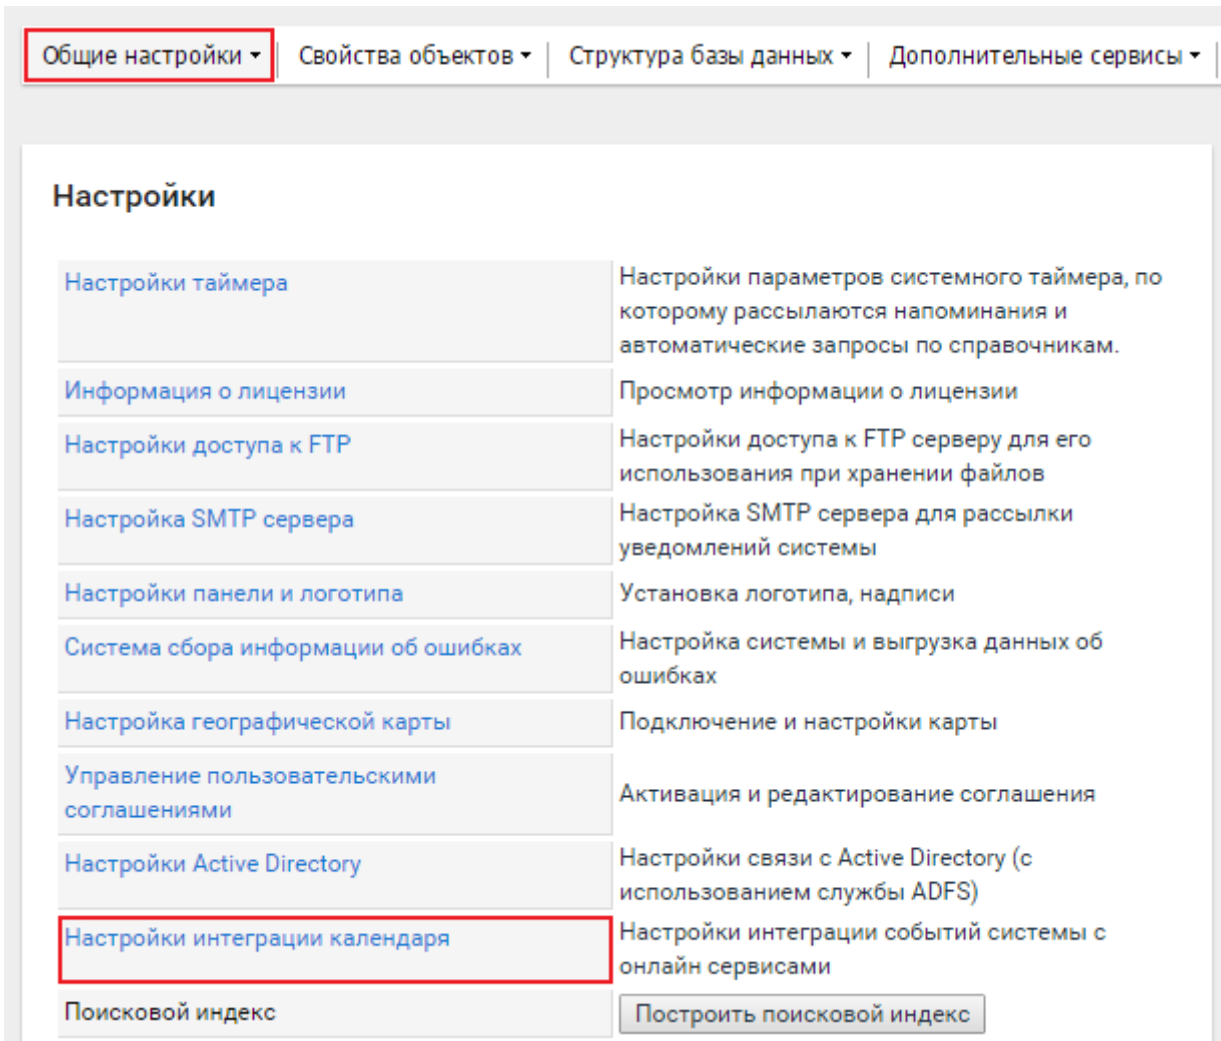 Общие настройки
Свойства объектов
Структура базы данных
Дополнительные сервисы
Настройки
Настройки таймера
Настройки параметров системного таймера, по
которому рассылаются напоминания и
автоматические запросы по справочникам.
Информация о лицензии
Просмотр информации о лицензии
Настройки доступа к FTP
Настройки доступа к FTP серверу для его
использования при хранении файлов
Настройка SMTP сервера
Настройка SMTP сервера для рассылки
уведомлений системы
Настройки панели и логотипа
Установка логотипа, надписи
Система сбора информации об ошибках
Настройка системы и выгрузка данных об
ошибках
Настройка географической карты
Подключение и настройки карты
Управление пользовательскими
соглашениями
Активация и редактирование соглашения
Настройки Active Directory
Настройки связи с Active Directory (с
использованием службы ADFS)
Настройки интеграции календаря
Настройки интеграции событий системы с
онлайн сервисами
Поисковой индекс
Построить поисковой индекс